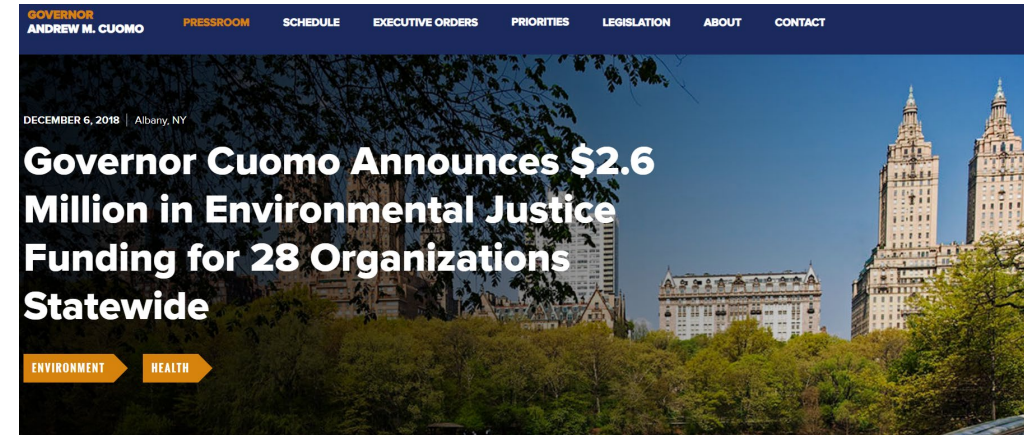 GOVERNOR
ANDREW M. CUOMO
PRESSROOM SCHEDULE EXECUTIVE ORDERS PRIORITIES LEGISLATION ABOUT CONTACT
DECEMBER 6, 2018 | Albany, NY
Governor Cuomo Announces $2.6
Million in Environmental Justice
Funding for 28 Organizations
Statewide
ENVIRONMENT HEALTH